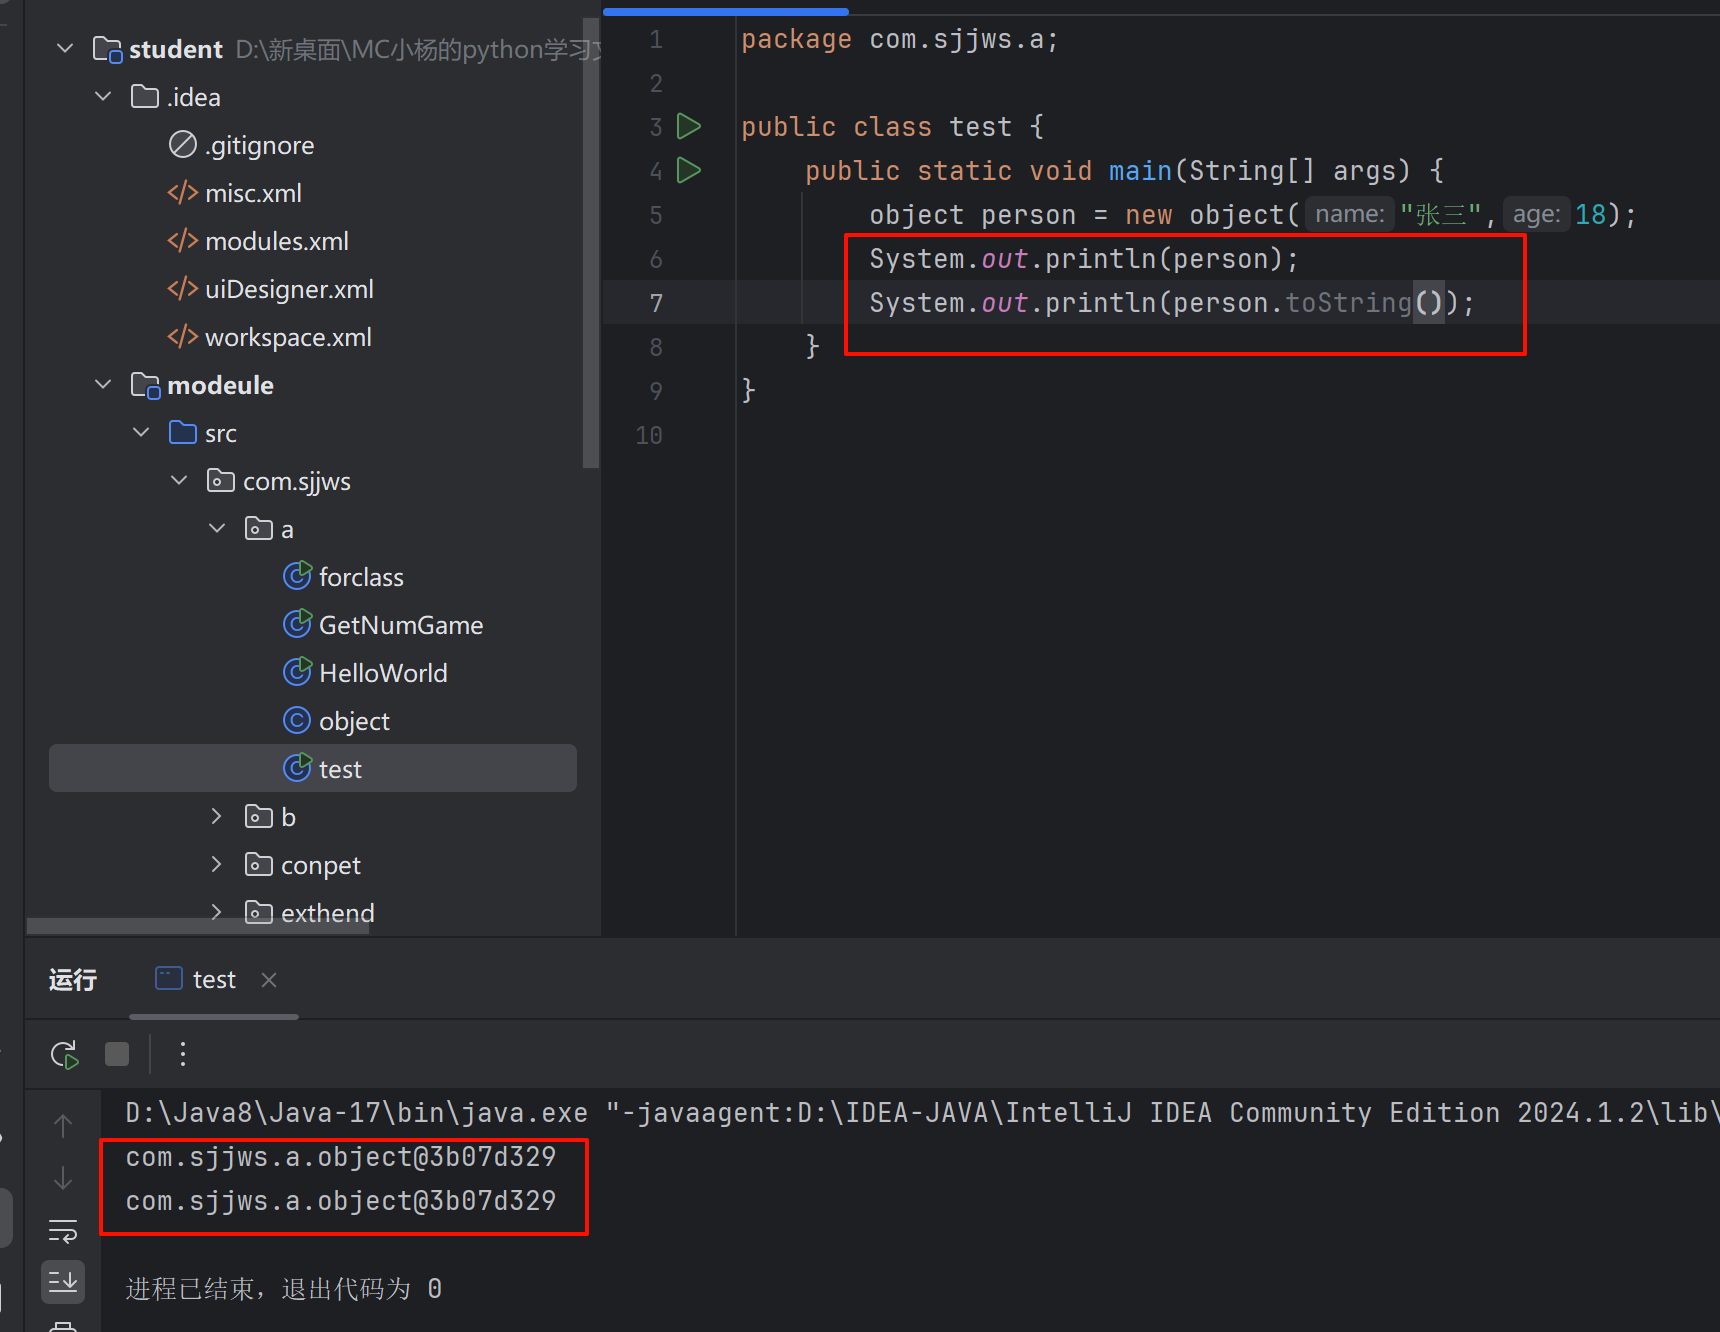 student D:\新桌面\MC小杨的python学习
.idea
.gitignore
misc.xml
modules.xml
uiDesigner.xml
workspace.xml
modeule
src
com.sjjws
a
forclass
GetNumGame
HelloWorld
object
test
b
conpet
exthend
1 package com.sjjws.a;
2
3 public class test {
4 public static void main(String[] args) {
5 object person = new object( name: "张三", age: 18);
6 System.out.println(person);
7 System.out.println(person.toString());
8 }
9 }
10
运行 test
D:\Java8\Java-17\bin\java.exe "-javaagent:D:\IDEA-JAVA\IntelliJ IDEA Community Edition 2024.1.2\lib\
com.sjjws.a.object@3b07d329
com.sjjws.a.object@3b07d329
进程已结束，退出代码为 0